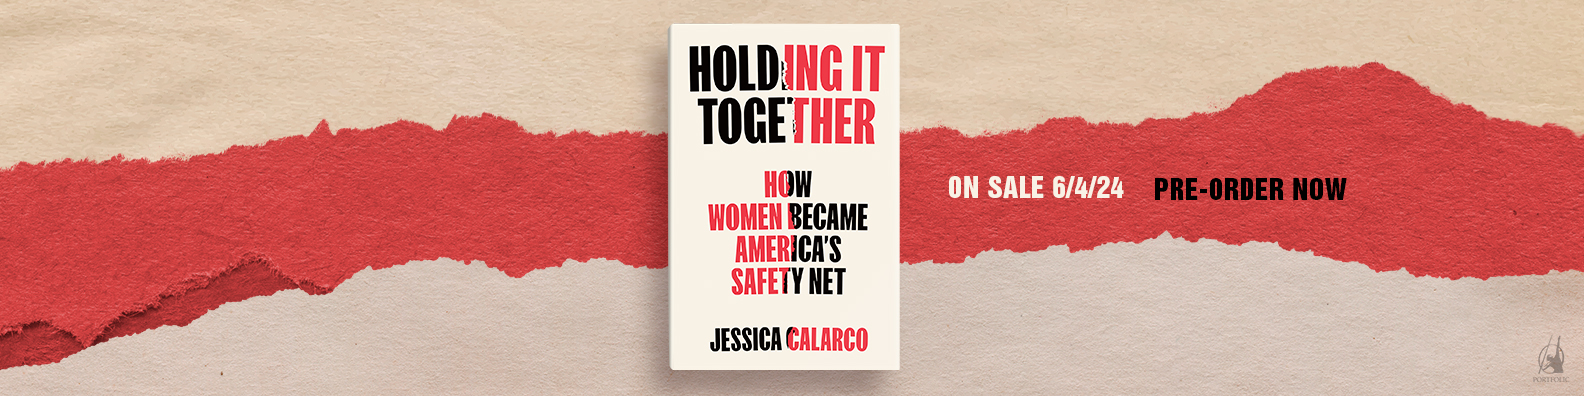 HOLDING IT
TOGETHER
HOW
WOMEN BECAME
AMERICA'S
SAFETY NET
JESSICA CALARCO
ON SALE 6/4/24 PRE-ORDER NOW
PORTFOLIO